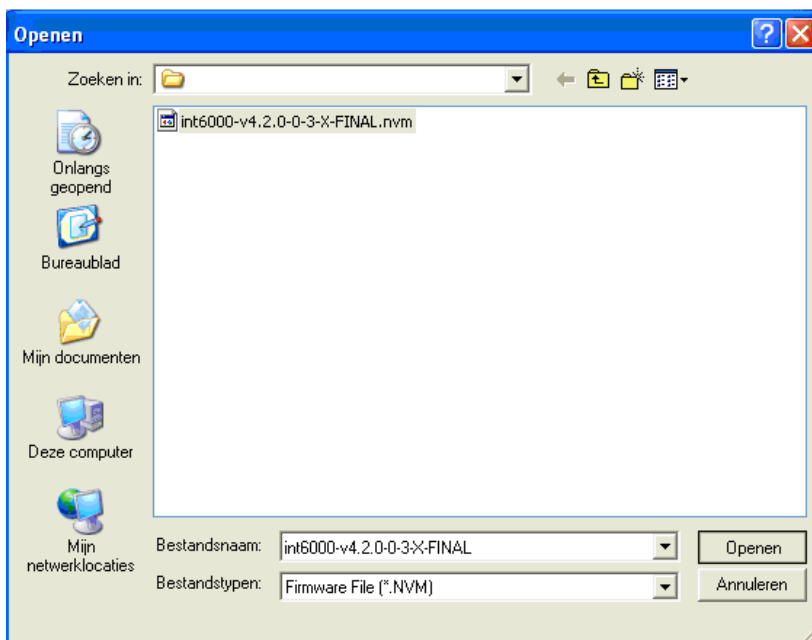 Openen
Zoeken in:
int6000-v4.2.0-0-3-X-FINAL.nvm
Onlangs
geopend
Bureaublad
Mijn documenten
Deze computer
Mijn
netwerklocaties
Bestandsnaam: int6000-v4.2.0-0-3-X-FINAL Openen
Bestandstypen: Firmware File (*.NVM) Annuleren